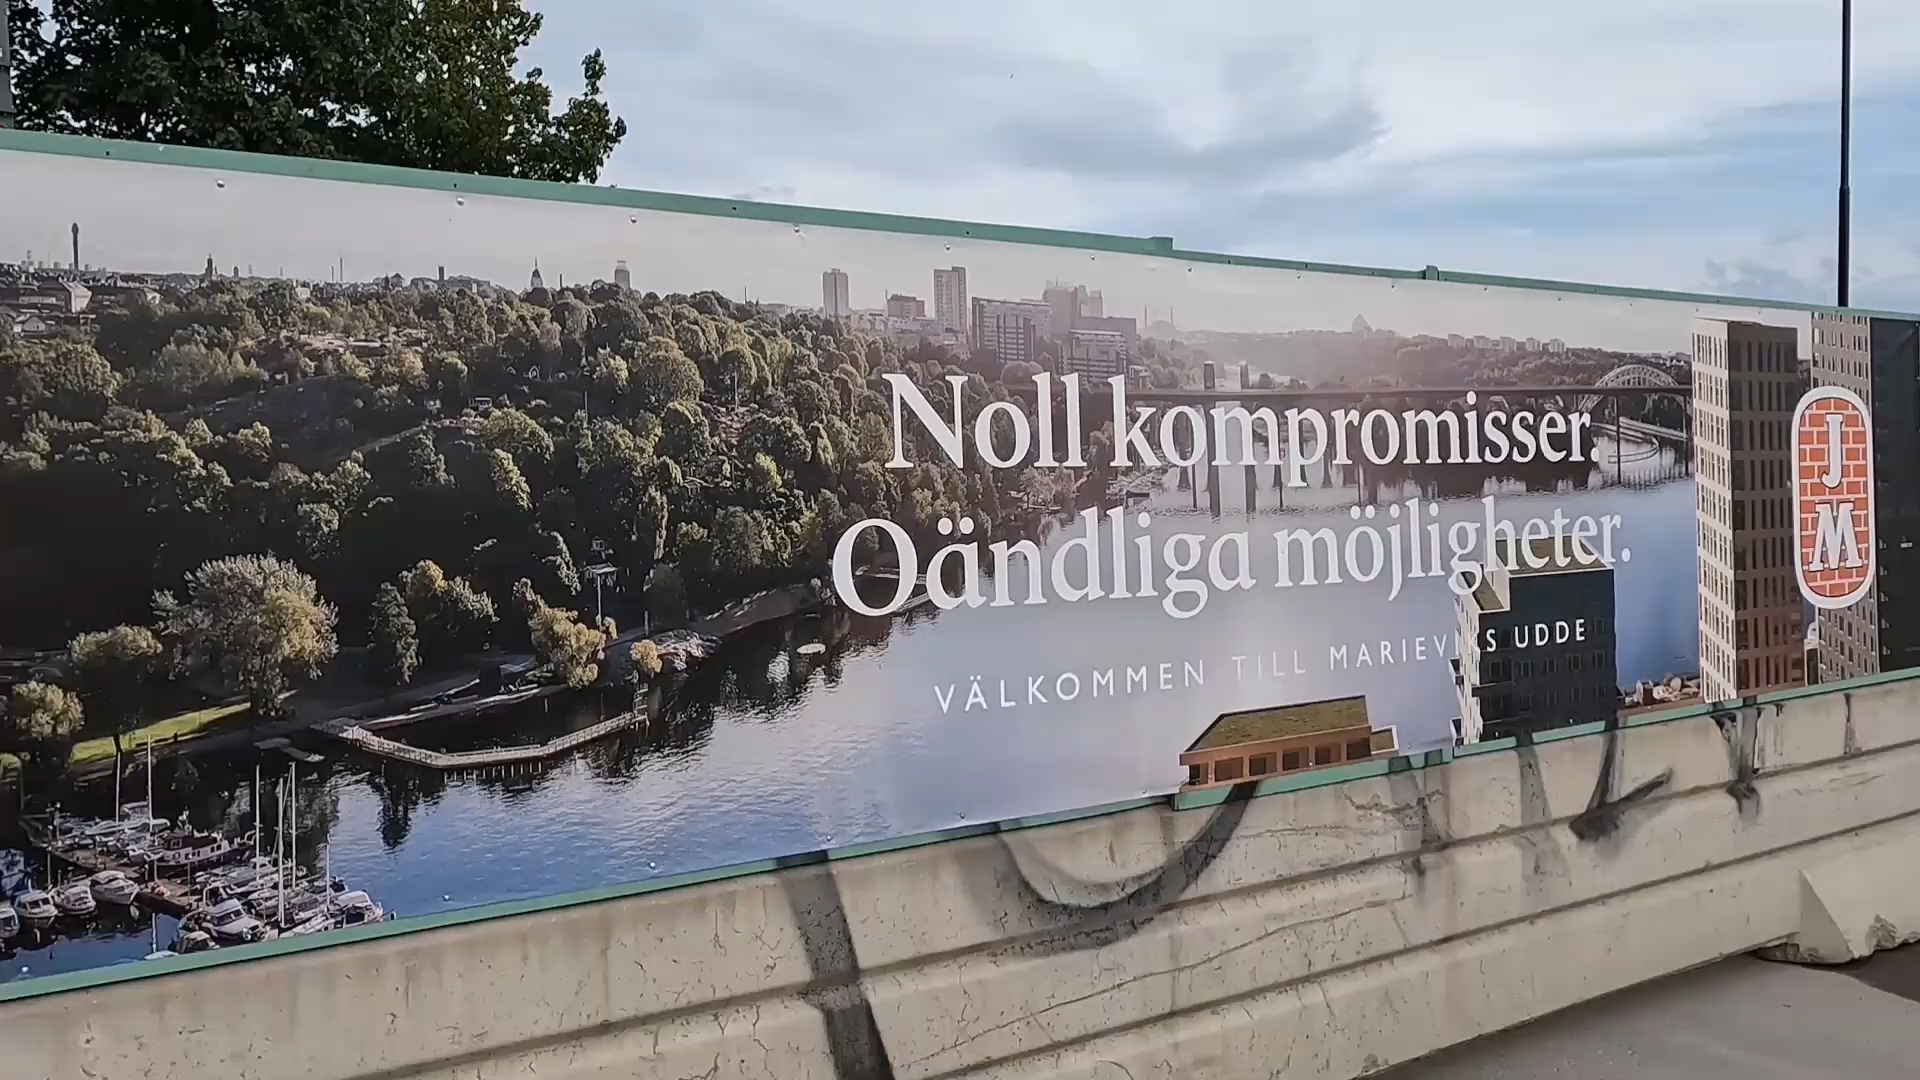 Noll kompromisser.
Oändliga möjligheter.
VÄLKOMMEN TILL MARIEVIKS UDDE
JM